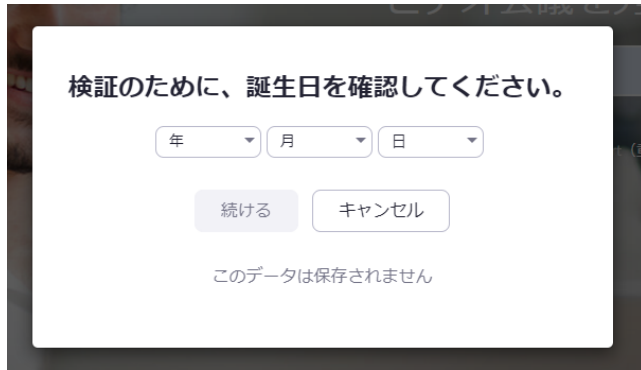 検証のために、誕生日を確認してください。
年 月 日
続ける キャンセル
このデータは保存されません